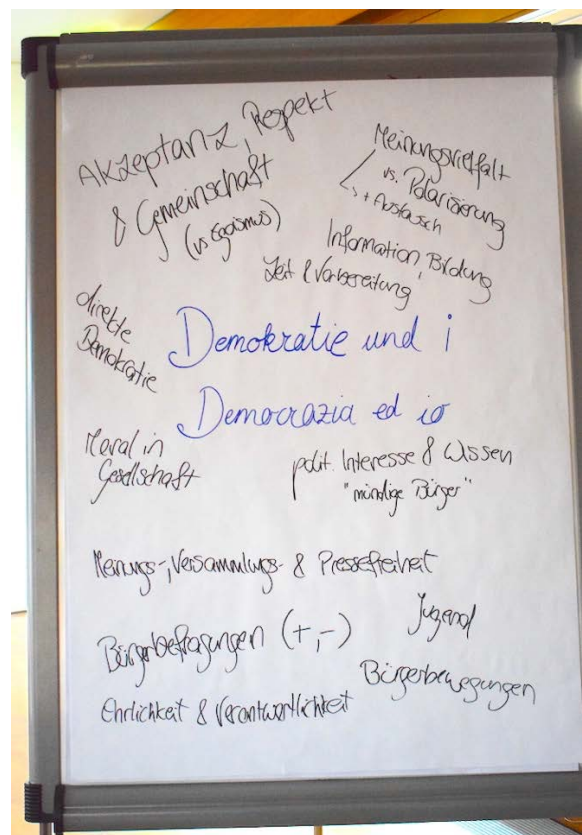 Akzeptanz, Respekt
& Gemeinschaft
(vs Egoismus)
Meinungsvielfalt
vs. Polarisierung
+ Austausch
Information, Bildung
Zeit & Vorbereitung
direkte
Demokratie
Demokratie und i
Democrazia ed io
Moral in
Gesellschaft
polit. Interesse & Wissen
"mündige Bürger"
Meinungs-, Versammlungs- & Pressefreiheit
Jugend
Bürgerbefragungen (+,-)
Bürgerbewegungen
Ehrlichkeit & Verantwortlichkeit